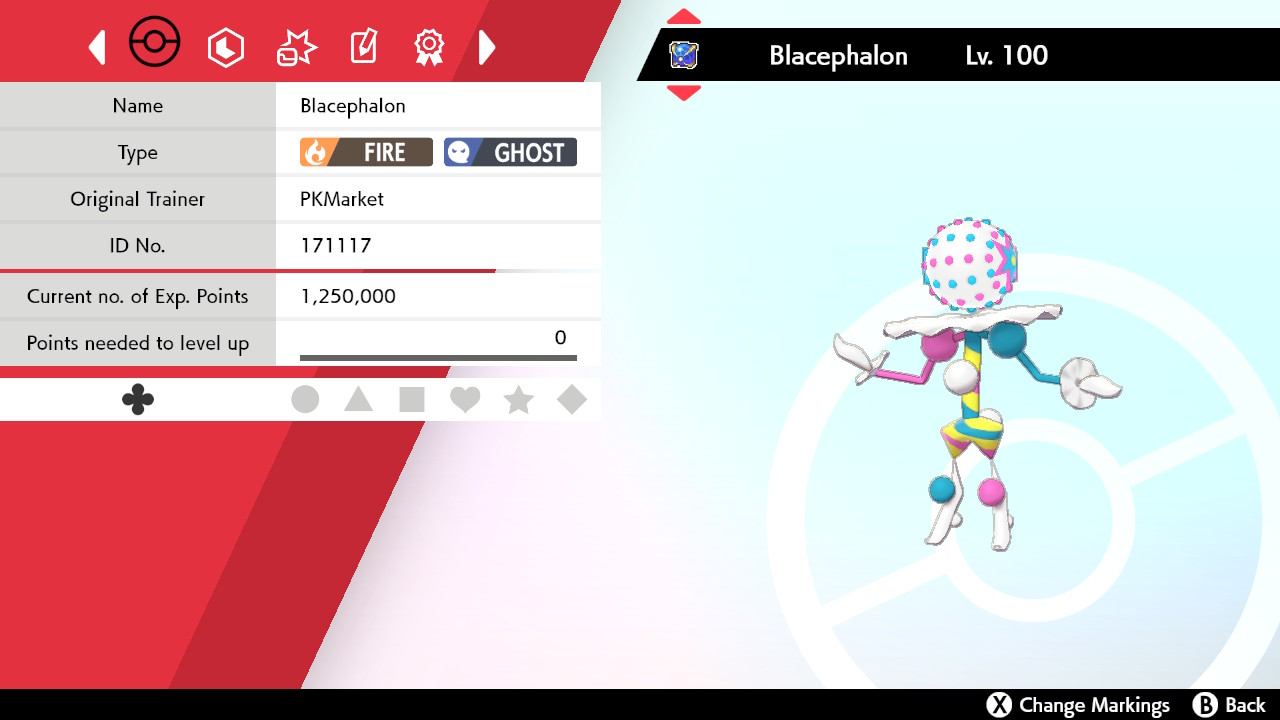 Blacephalon Lv. 100
Name Blacephalon
Type FIRE GHOST
Original Trainer PKMarket
ID No. 171117
Current no. of Exp. Points 1,250,000
Points needed to level up 0
X Change Markings B Back